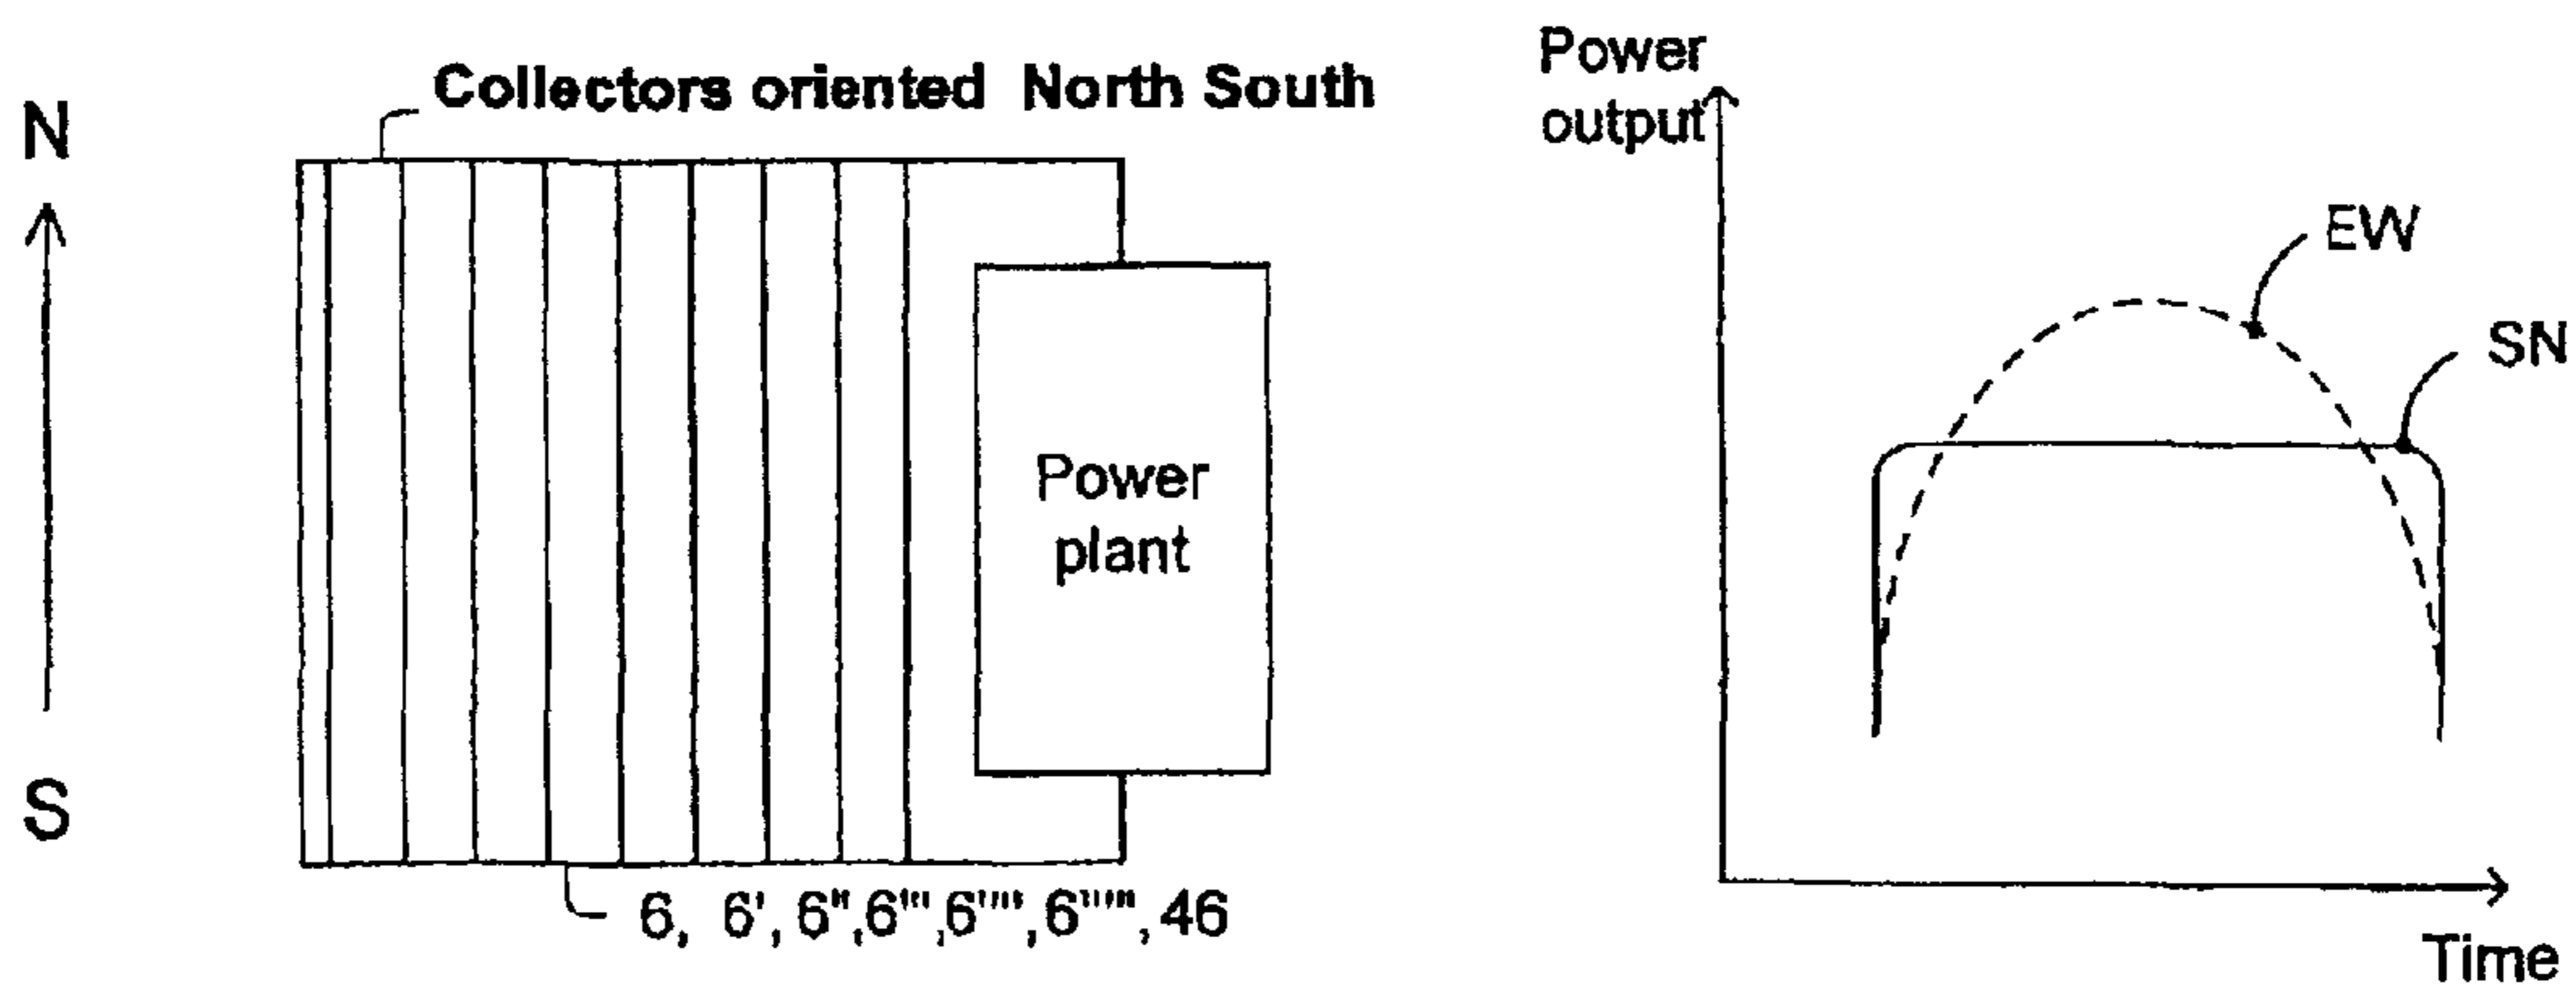 N
S
Collectors oriented North South
Power
plant
6, 6', 6'',6''',6'''',6''''',46
Power
output
EW
SN
Time